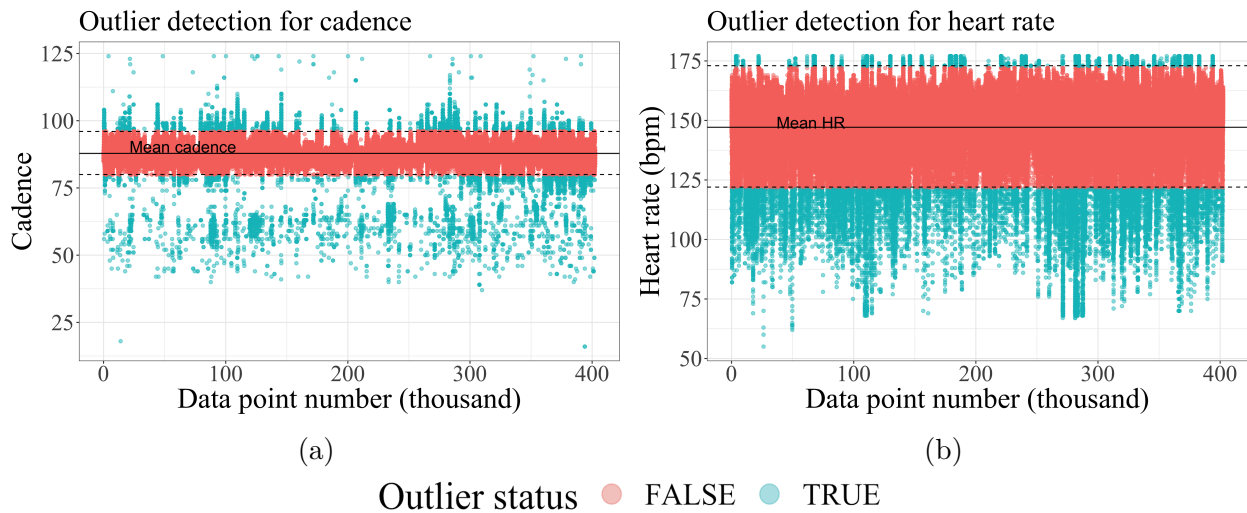 Outlier detection for cadence
125
100
75
50
25
Cadence
Mean cadence
0
100
200
300
400
Data point number (thousand)
(a)
Outlier detection for heart rate
175
150
125
100
75
50
Heart rate (bpm)
Mean HR
0
100
200
300
400
Data point number (thousand)
(b)
Outlier status FALSE TRUE